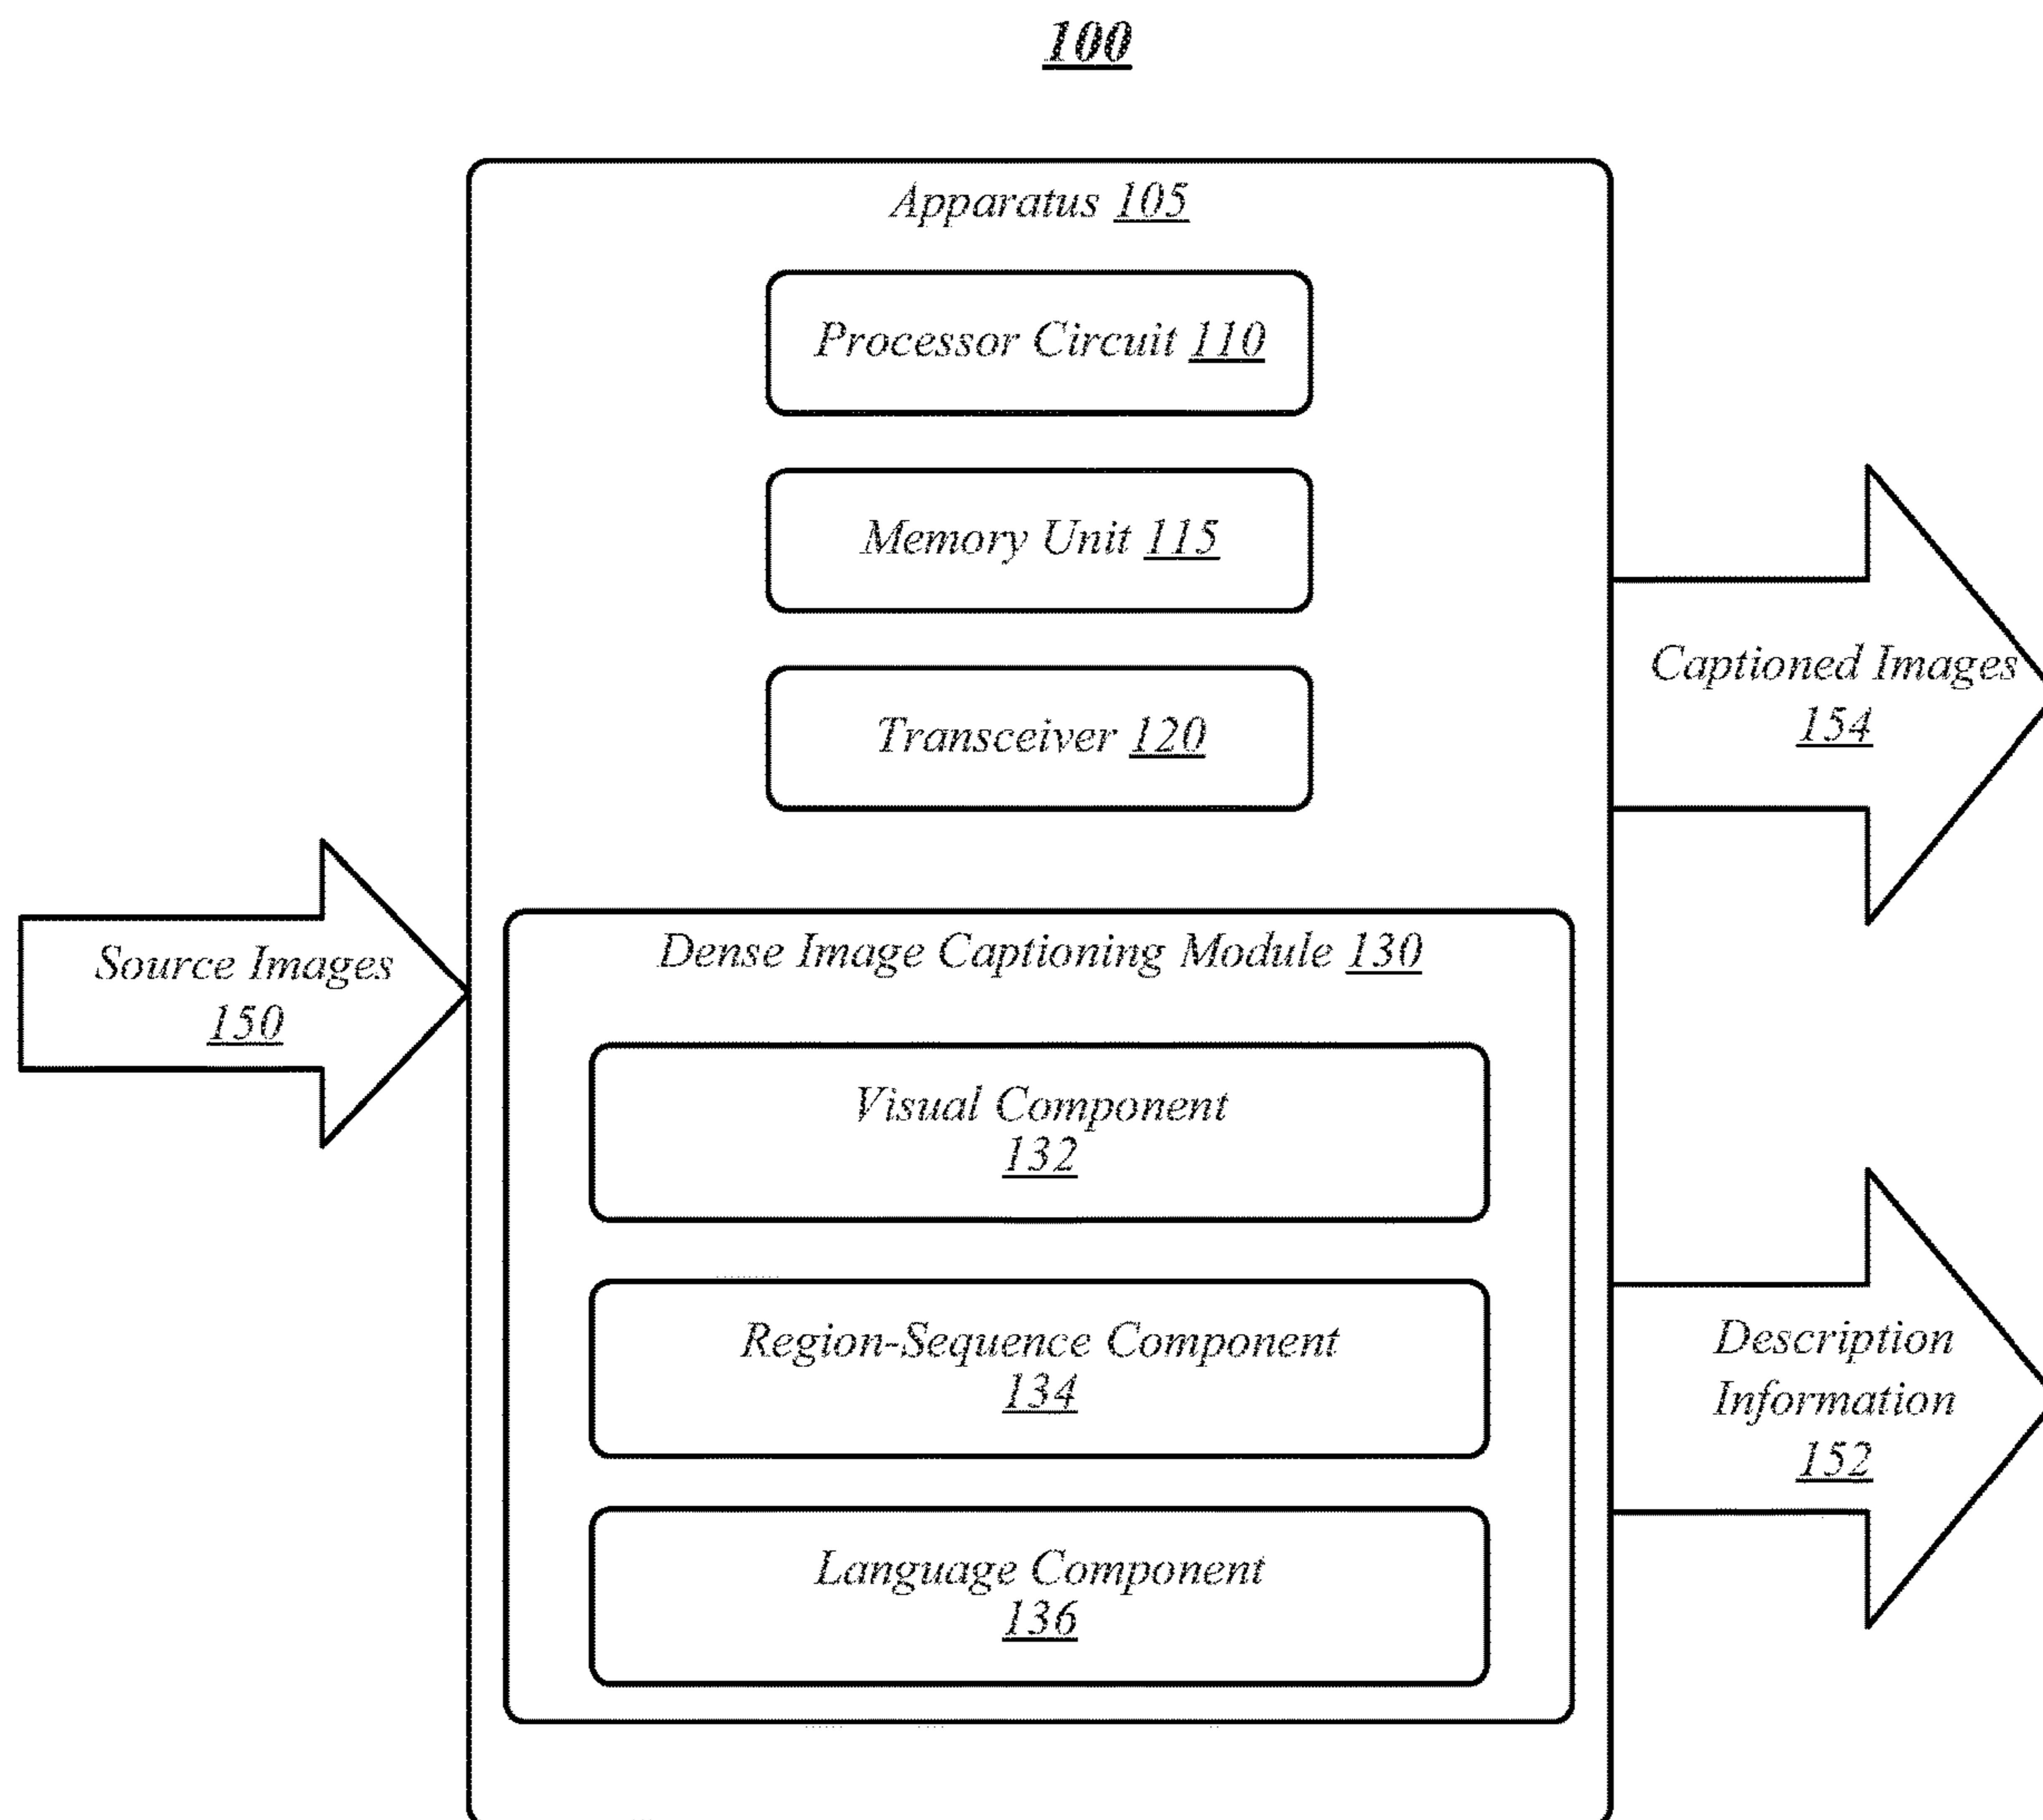 100
Apparatus 105
Processor Circuit 110
Memory Unit 115
Transceiver 120
Captioned Images
154
Source Images
150
Dense Image Captioning Module 130
Visual Component
132
Region-Sequence Component
134
Language Component
136
Description
Information
152